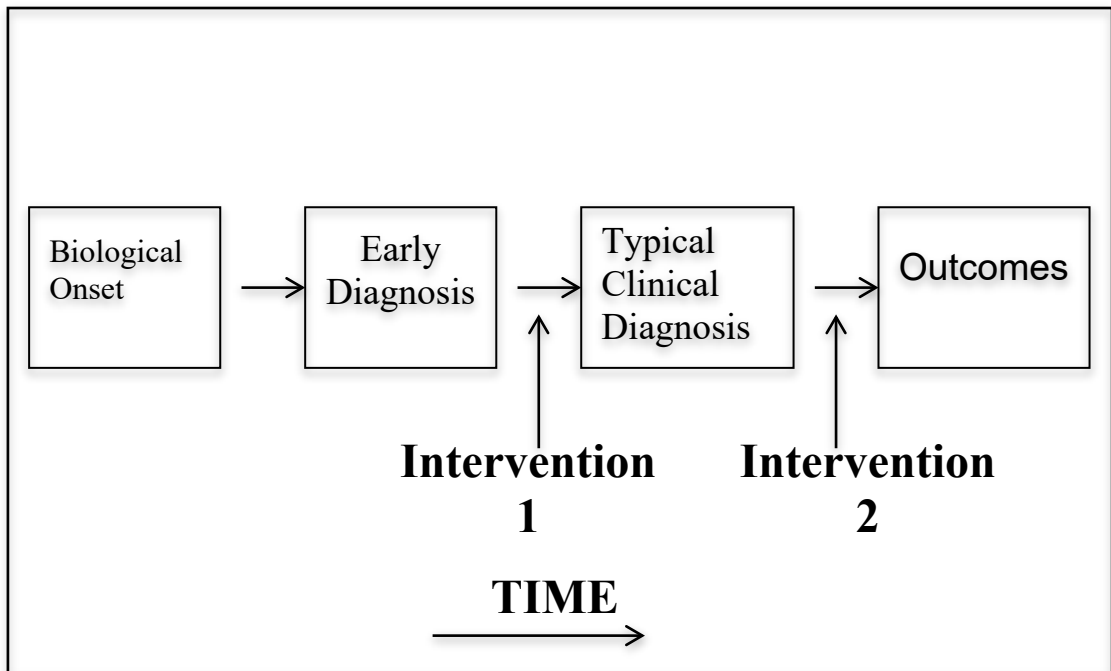 Biological
Onset
Early
Diagnosis
Typical
Clinical
Diagnosis
Outcomes
Intervention
1
Intervention
2
TIME